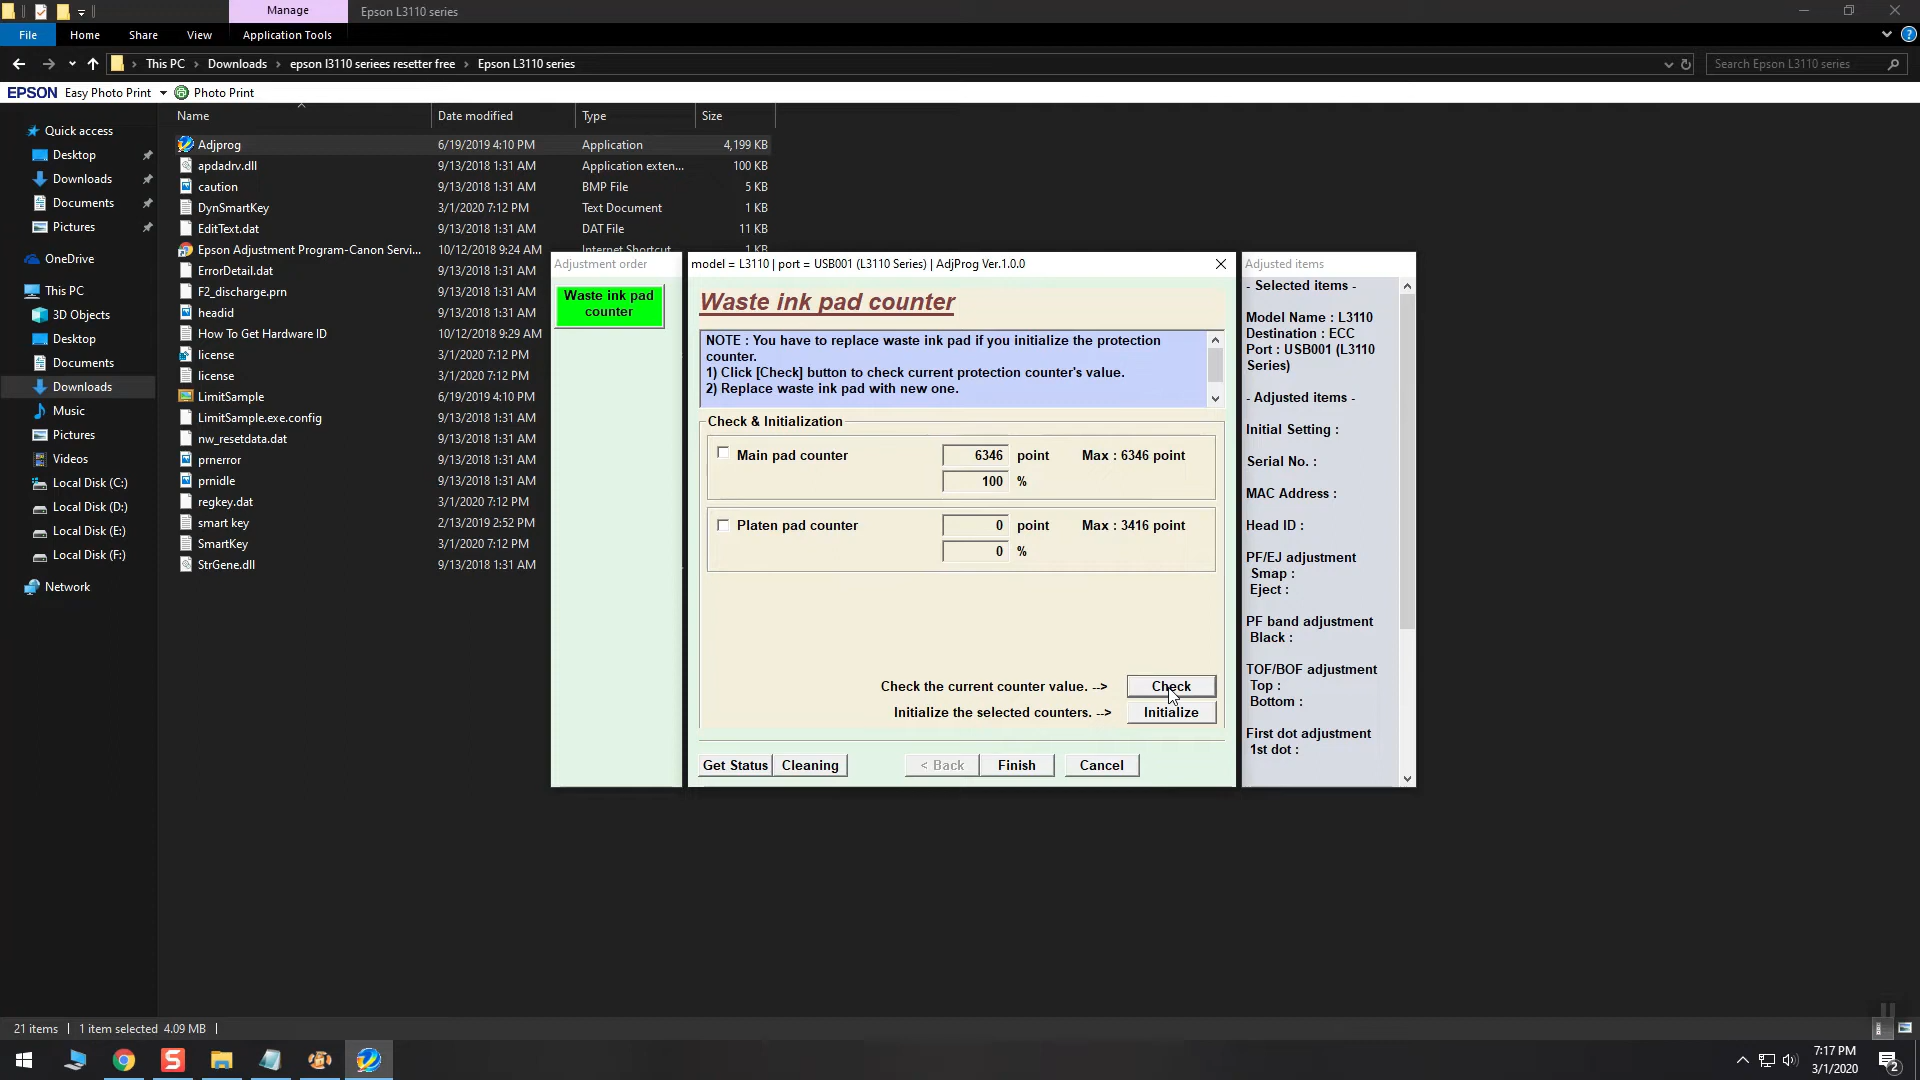 Manage
Epson L3110 series
File
Home
Share
View
Application Tools
This PC
Downloads
epson l3110 seriees resetter free
Epson L3110 series
Search Epson L3110 series
EPSON Easy Photo Print
Photo Print
Name
Date modified
Type
Size
Adjprog 6/19/2019 4:10 PM Application 4,199 KB
apdadrv.dll 9/13/2018 1:31 AM Application exten... 100 KB
caution 9/13/2018 1:31 AM BMP File 5 KB
DynSmartKey 3/1/2020 7:12 PM Text Document 1 KB
EditText.dat 9/13/2018 1:31 AM DAT File 11 KB
Epson Adjustment Program-Canon Servi... 10/12/2018 9:24 AM Internet Shortcut 1 KB
ErrorDetail.dat 9/13/2018 1:31 AM
F2_discharge.prn 9/13/2018 1:31 AM
headid 9/13/2018 1:31 AM
How To Get Hardware ID 10/12/2018 9:29 AM
license 3/1/2020 7:12 PM
license 3/1/2020 7:12 PM
LimitSample 6/19/2019 4:10 PM
LimitSample.exe.config 9/13/2018 1:31 AM
nw_resetdata.dat 9/13/2018 1:31 AM
prnerror 9/13/2018 1:31 AM
prnidle 9/13/2018 1:31 AM
regkey.dat 3/1/2020 7:12 PM
smart key 2/13/2019 2:52 PM
SmartKey 3/1/2020 7:12 PM
StrGene.dll 9/13/2018 1:31 AM
Quick access
Desktop
Downloads
Documents
Pictures
OneDrive
This PC
3D Objects
Desktop
Documents
Downloads
Music
Pictures
Videos
Local Disk (C:)
Local Disk (D:)
Local Disk (E:)
Local Disk (F:)
Network
Adjustment order
Waste ink pad
counter
model = L3110 | port = USB001 (L3110 Series) | AdjProg Ver.1.0.0
Waste ink pad counter
NOTE : You have to replace waste ink pad if you initialize the protection
counter.
1) Click [Check] button to check current protection counter's value.
2) Replace waste ink pad with new one.
Check & Initialization
Main pad counter 6346 point Max : 6346 point
100 %
Platen pad counter 0 point Max : 3416 point
0 %
Check the current counter value. --> Check
Initialize the selected counters. --> Initialize
Get Status
Cleaning
< Back
Finish
Cancel
Adjusted items
- Selected items -
Model Name : L3110
Destination : ECC
Port : USB001 (L3110
Series)
- Adjusted items -
Initial Setting :
Serial No. :
MAC Address :
Head ID :
PF/EJ adjustment
Smap :
Eject :
PF band adjustment
Black :
TOF/BOF adjustment
Top :
Bottom :
First dot adjustment
1st dot :
21 items
1 item selected 4.09 MB
S
7:17 PM
3/1/2020
2